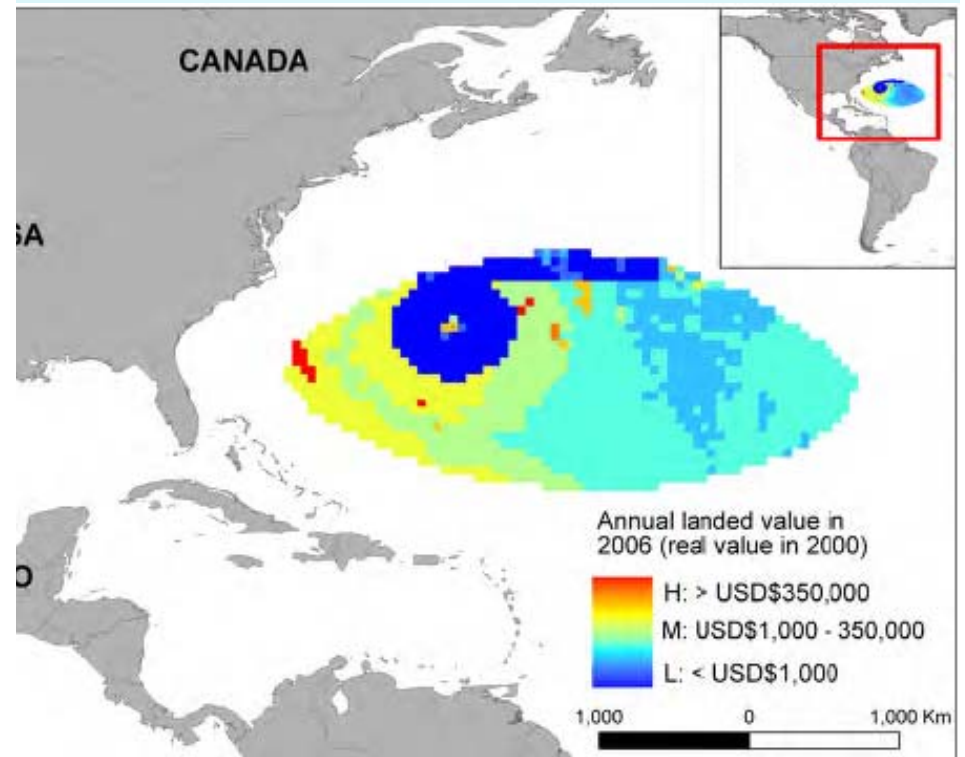 CANADA
SA
O
Annual landed value in
2006 (real value in 2000)
H: > USD$350,000
M: USD$1,000 - 350,000
L: < USD$1,000
1,000 0 1,000 Km